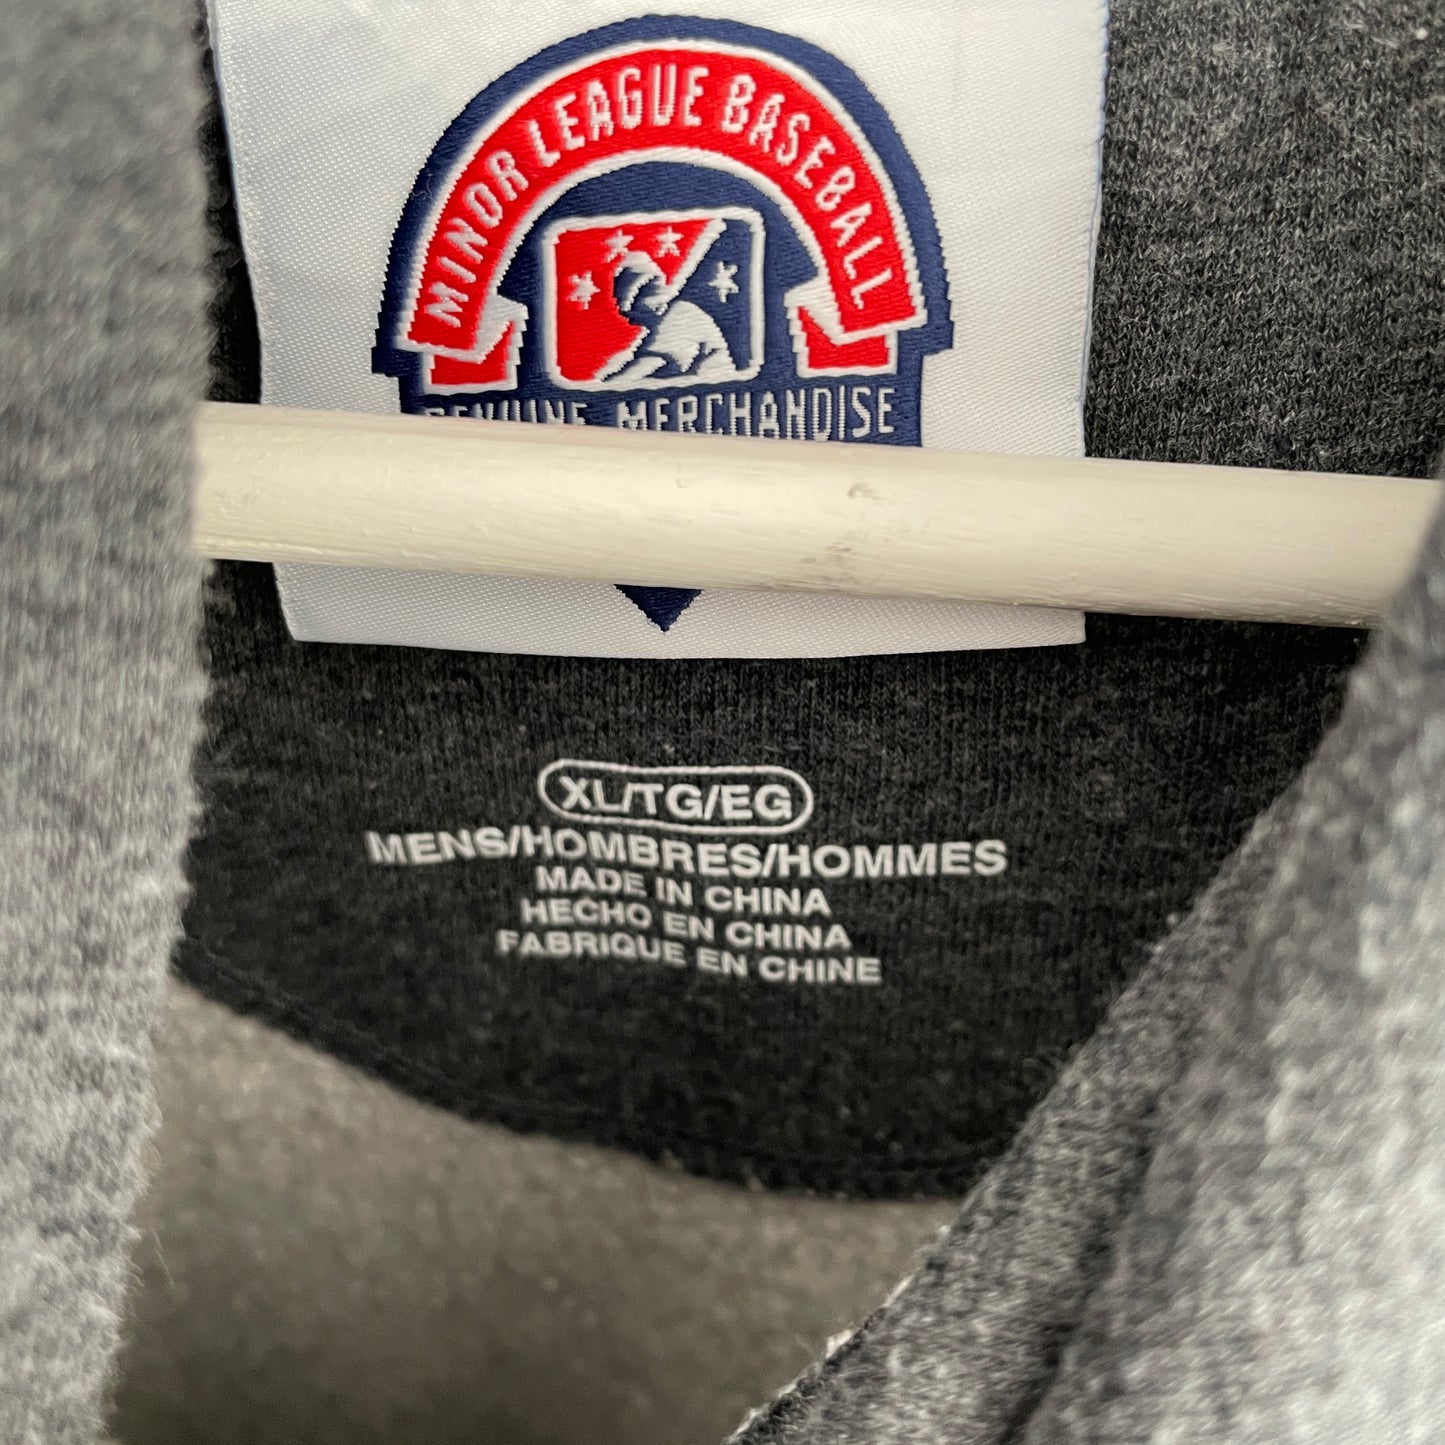 MINOR LEAGUE BASEBALL
GENUINE MERCHANDISE
XL/TG/EG
MENS/HOMBRES/HOMMES
MADE IN CHINA
HECHO EN CHINA
FABRIQUE EN CHINE